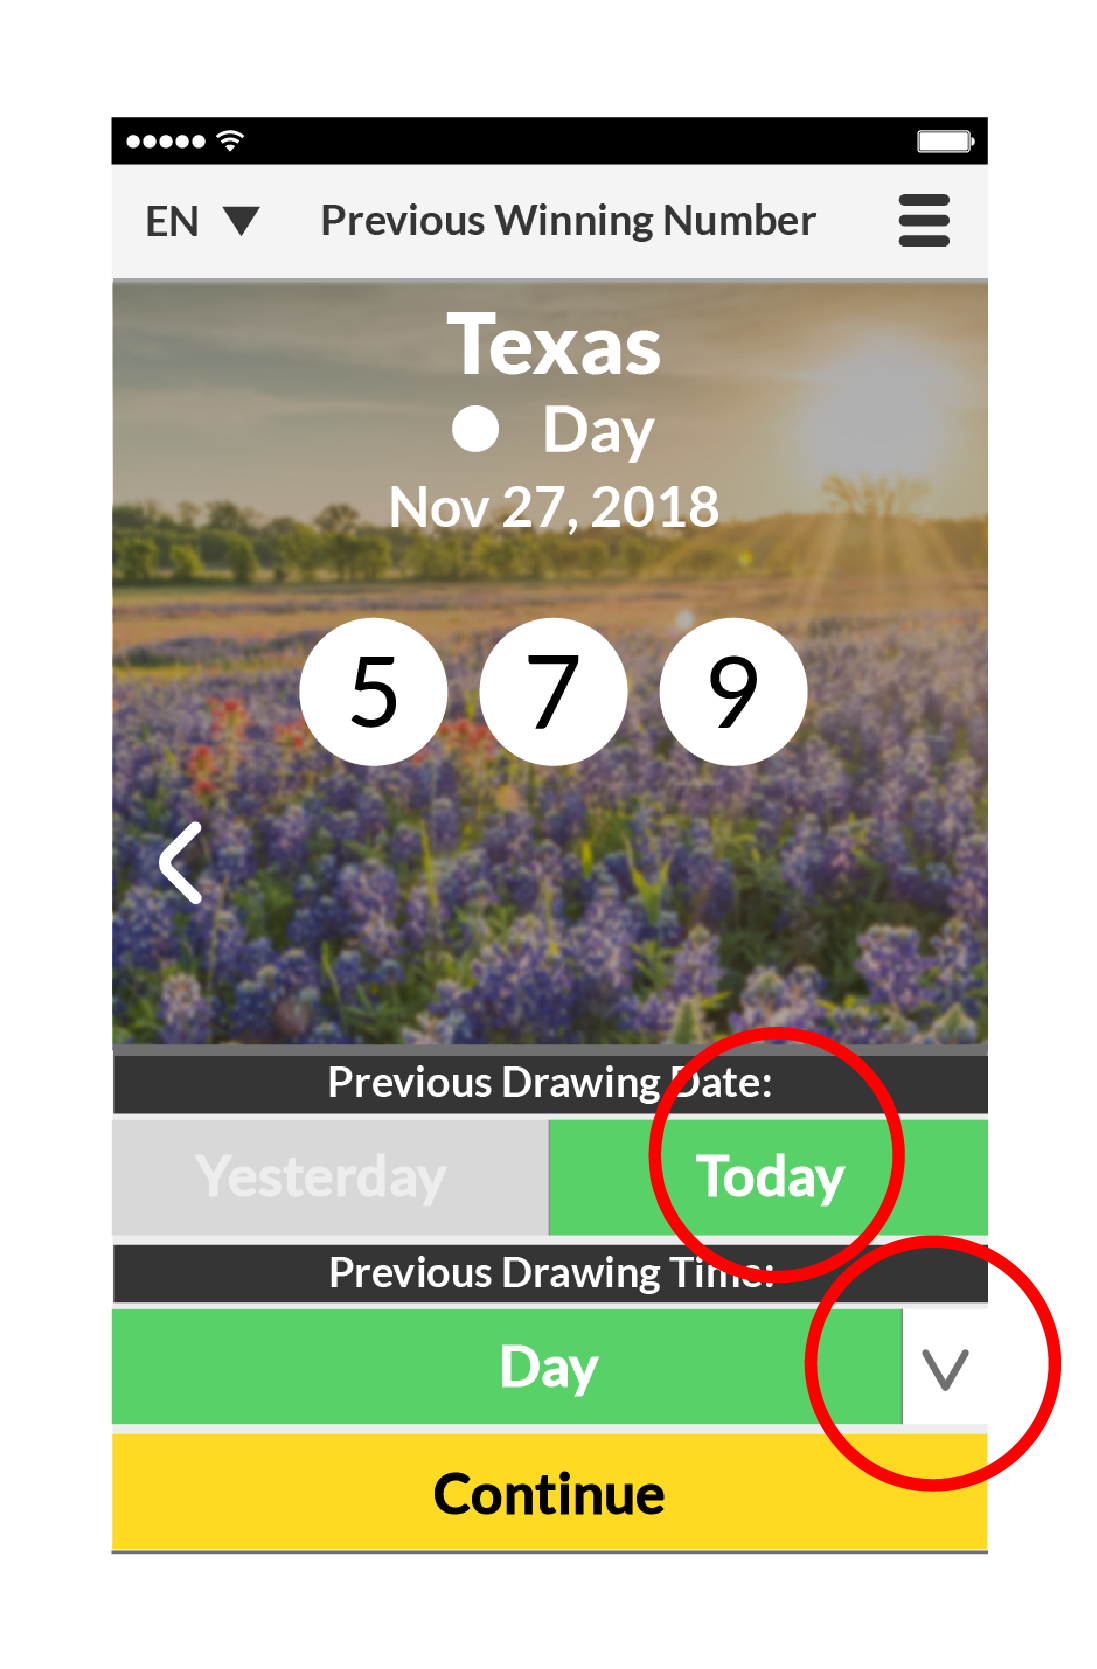 EN Previous Winning Number
Texas
Day
Nov 27, 2018
5 7 9
Previous Drawing Date:
Yesterday Today
Previous Drawing Time:
Day
Continue